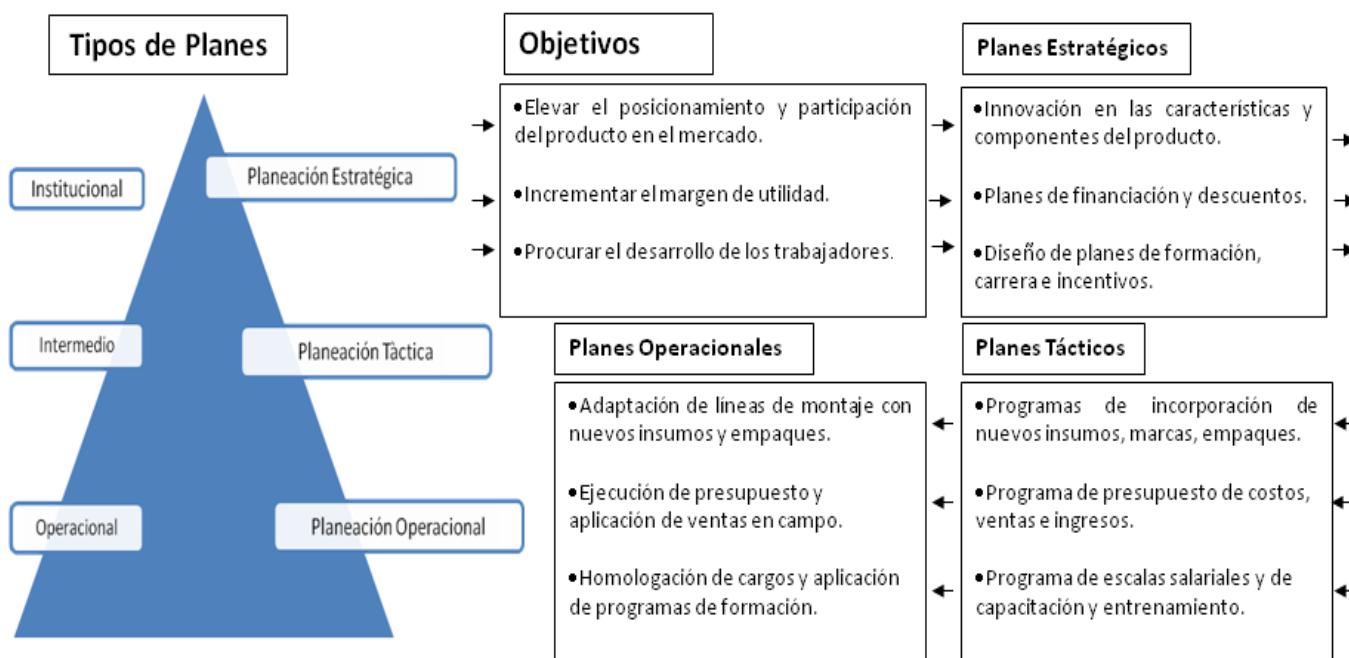 Tipos de Planes
Institucional
Planeación Estratégica
Intermedio
Planeación Tàctica
Operacional
Planeación Operacional
Objetivos
•Elevar el posicionamiento y participación
del producto en el mercado.
•Incrementar el margen de utilidad.
•Procurar el desarrollo de los trabajadores.
Planes Estratégicos
•Innovación en las características y
componentes del producto.
•Planes de financiación y descuentos.
•Diseño de planes de formación,
carrera e incentivos.
Planes Operacionales
•Adaptación de líneas de montaje con
nuevos insumos y empaques.
•Ejecución de presupuesto y
aplicación de ventas en campo.
•Homologación de cargos y aplicación
de programas de formación.
Planes Tácticos
•Programas de incorporación de
nuevos insumos, marcas, empaques.
•Programa de presupuesto de costos,
ventas e ingresos.
•Programa de escalas salariales y de
capacitación y entrenamiento.